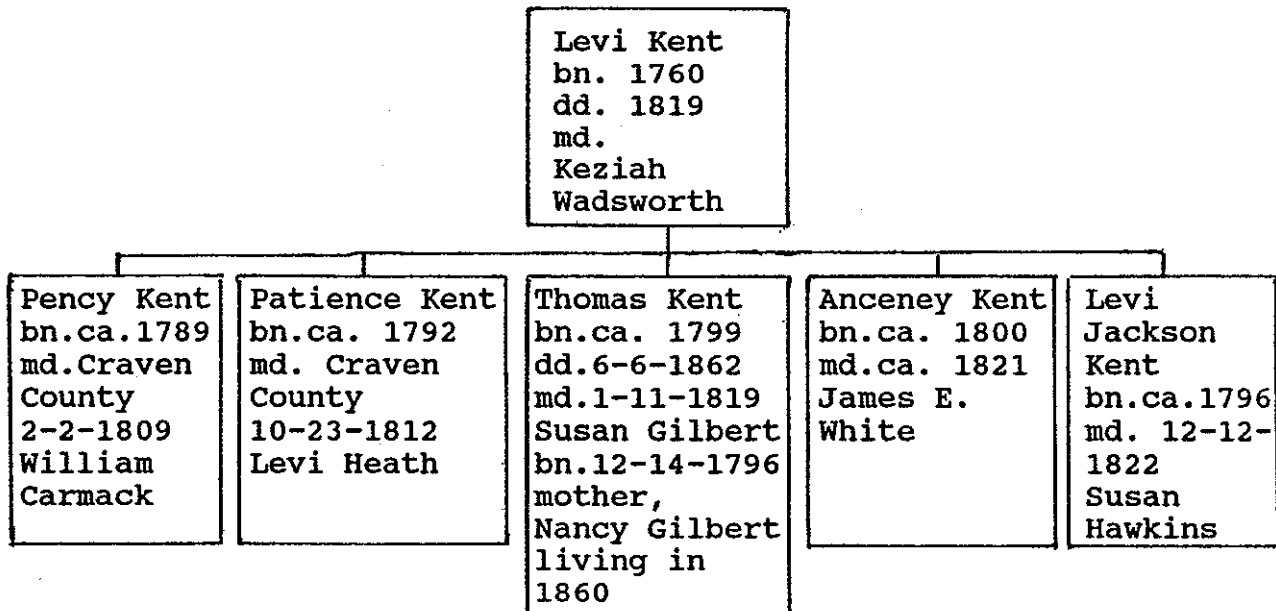 Levi Kent
bn. 1760
dd. 1819
md.
Keziah
Wadsworth
Pency Kent
bn.ca.1789
md.Craven
County
2-2-1809
William
Carmack
Patience Kent
bn.ca. 1792
md. Craven
County
10-23-1812
Levi Heath
Thomas Kent
bn.ca. 1799
dd.6-6-1862
md.1-11-1819
Susan Gilbert
bn.12-14-1796
mother,
Nancy Gilbert
living in
1860
Anceney Kent
bn.ca. 1800
md.ca. 1821
James E.
White
Levi
Jackson
Kent
bn.ca.1796
md. 12-12-
1822
Susan
Hawkins